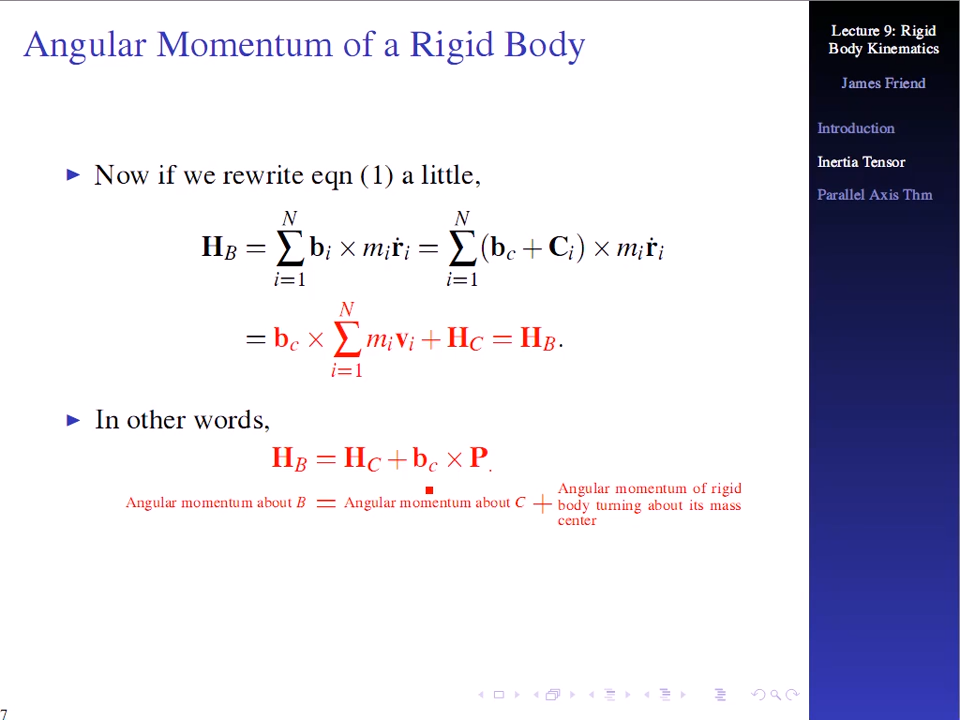 Angular Momentum of a Rigid Body
Now if we rewrite eqn (1) a little,
H_B = ∑_{i=1}^{N} b_i × m_i ṙ_i = ∑_{i=1}^{N} (b_c + C_i) × m_i ṙ_i
= b_c × ∑_{i=1}^{N} m_i v_i + H_C = H_B.
In other words,
H_B = H_C + b_c × P.
Angular momentum about B = Angular momentum about C + Angular momentum of rigid
body turning about its mass
center
7
Lecture 9: Rigid
Body Kinematics
James Friend
Introduction
Inertia Tensor
Parallel Axis Thm